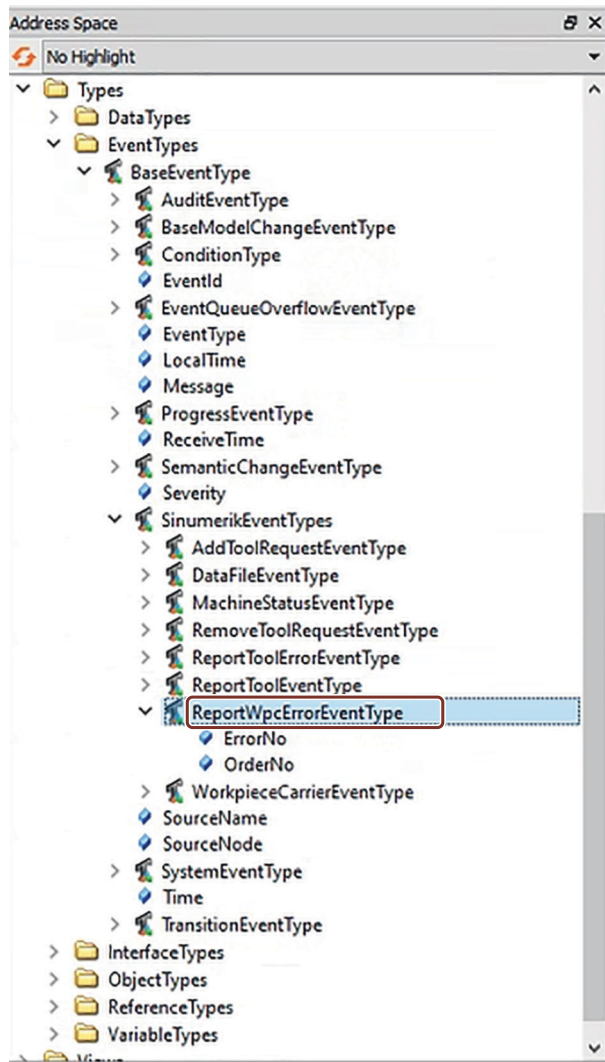 Address Space
No Highlight
Types
DataTypes
EventTypes
BaseEventType
AuditEventType
BaseModelChangeEventType
ConditionType
EventId
EventQueueOverflowEventType
EventType
LocalTime
Message
ProgressEventType
ReceiveTime
SemanticChangeEventType
Severity
SinumerikEventTypes
AddToolRequestEventType
DataFileEventType
MachineStatusEventType
RemoveToolRequestEventType
ReportToolErrorEventType
ReportToolEventType
ReportWpcErrorEventType
ErrorNo
OrderNo
WorkpieceCarrierEventType
SourceName
SourceNode
SystemEventType
Time
TransitionEventType
InterfaceTypes
ObjectTypes
ReferenceTypes
VariableTypes
Views